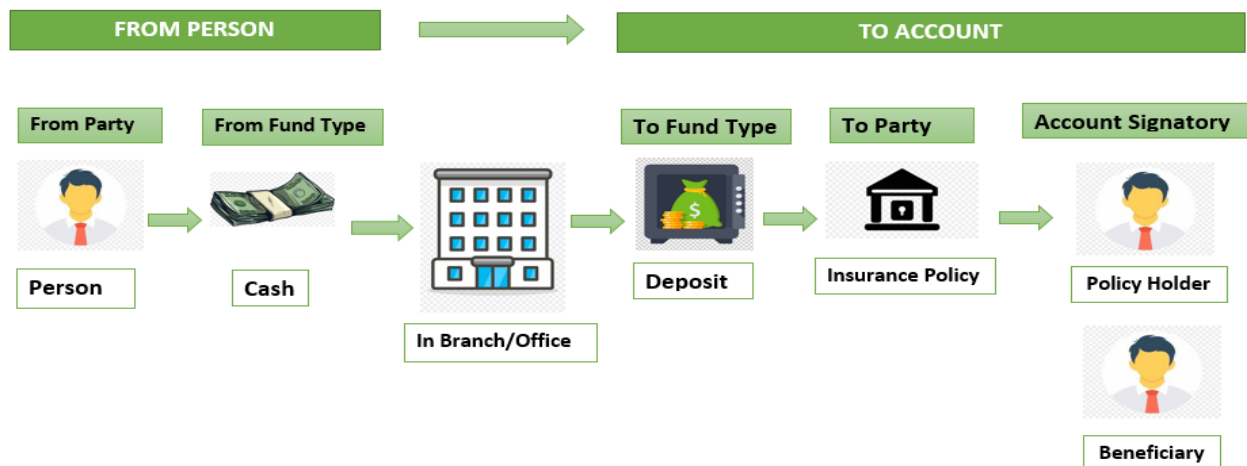 FROM PERSON
TO ACCOUNT
From Party
From Fund Type
To Fund Type
To Party
Account Signatory
$
Person
Cash
In Branch/Office
Deposit
Insurance Policy
Policy Holder
Beneficiary